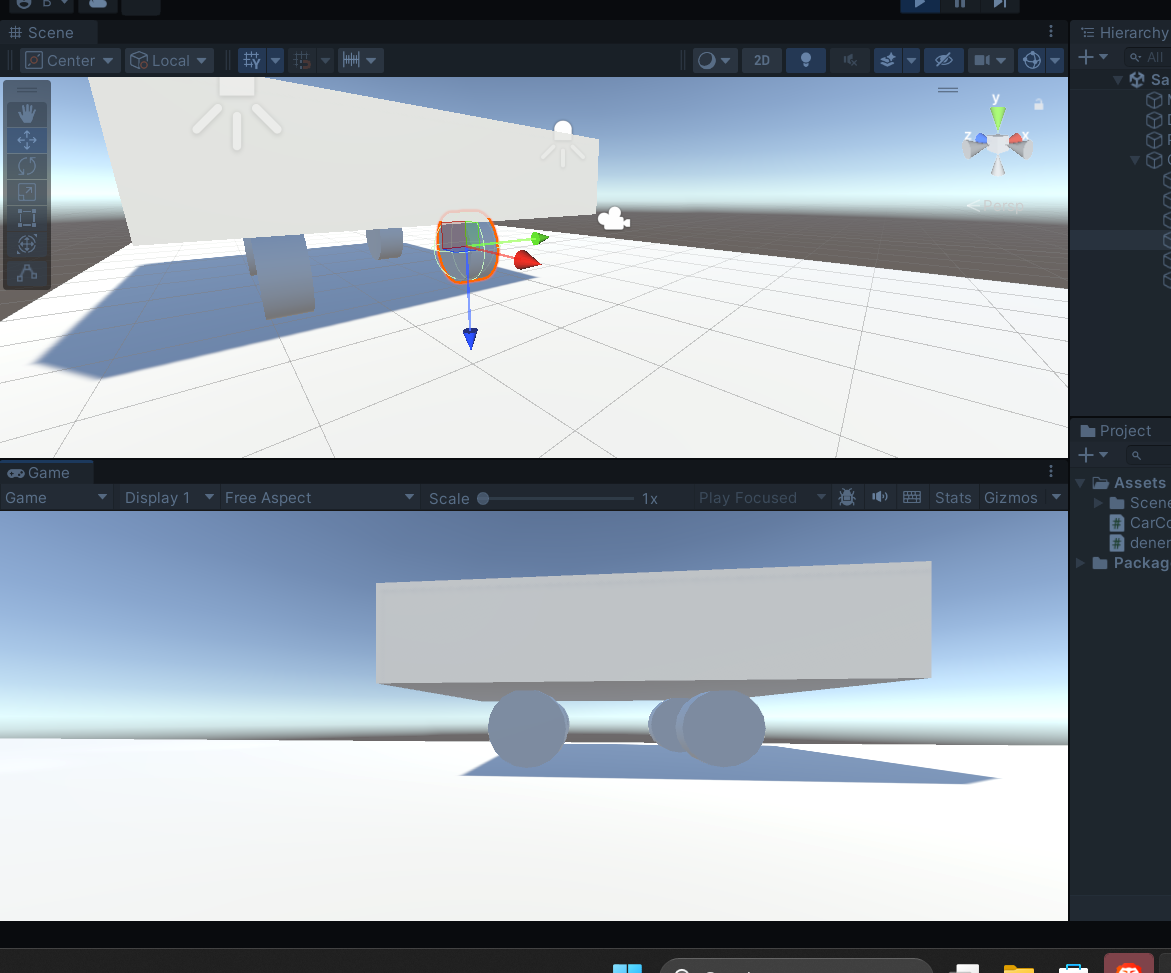 B
Scene
Hierarchy
Center
Local
2D
All
Sa
y
z
x
Persp
Project
Game
Game
Display 1
Free Aspect
Scale
1x
Play Focused
Stats
Gizmos
Assets
Scene
CarCo
dener
Packag